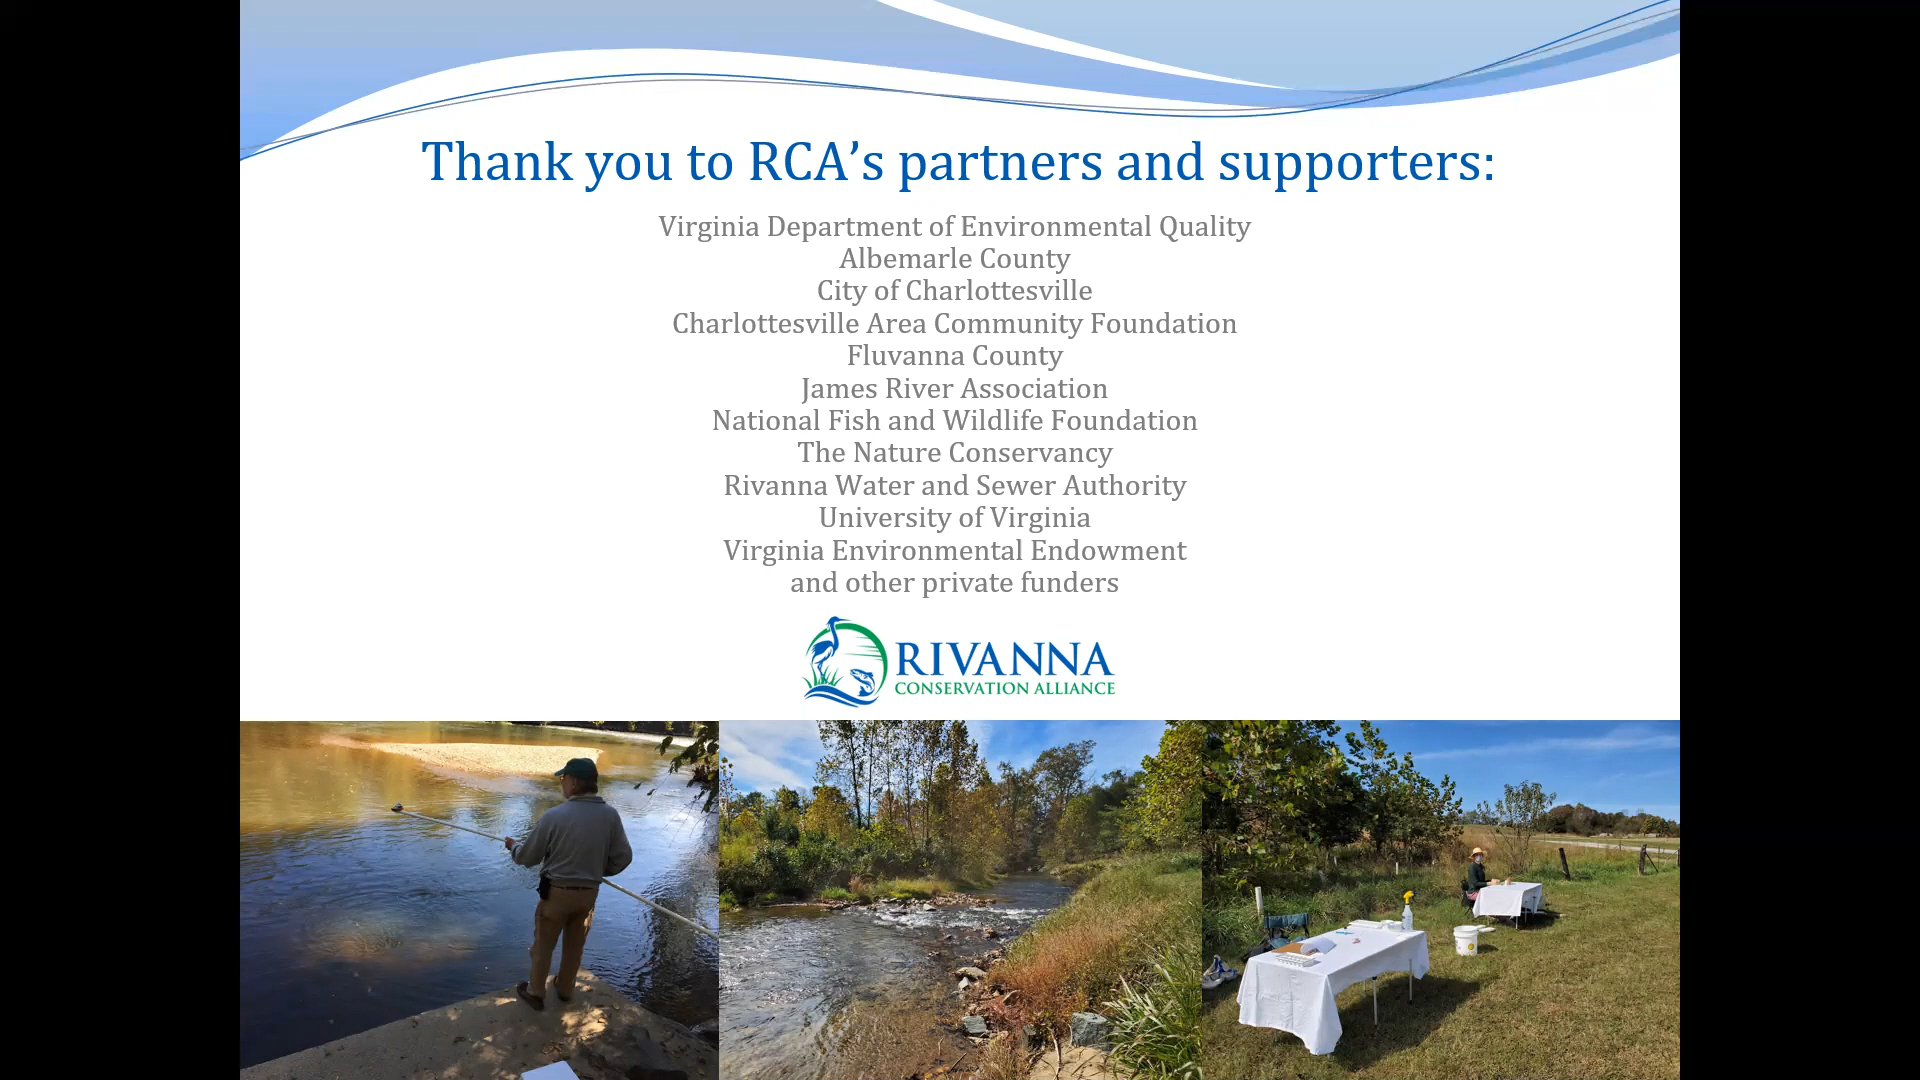 Thank you to RCA’s partners and supporters:
Virginia Department of Environmental Quality
Albemarle County
City of Charlottesville
Charlottesville Area Community Foundation
Fluvanna County
James River Association
National Fish and Wildlife Foundation
The Nature Conservancy
Rivanna Water and Sewer Authority
University of Virginia
Virginia Environmental Endowment
and other private funders
RIVANNA
CONSERVATION ALLIANCE